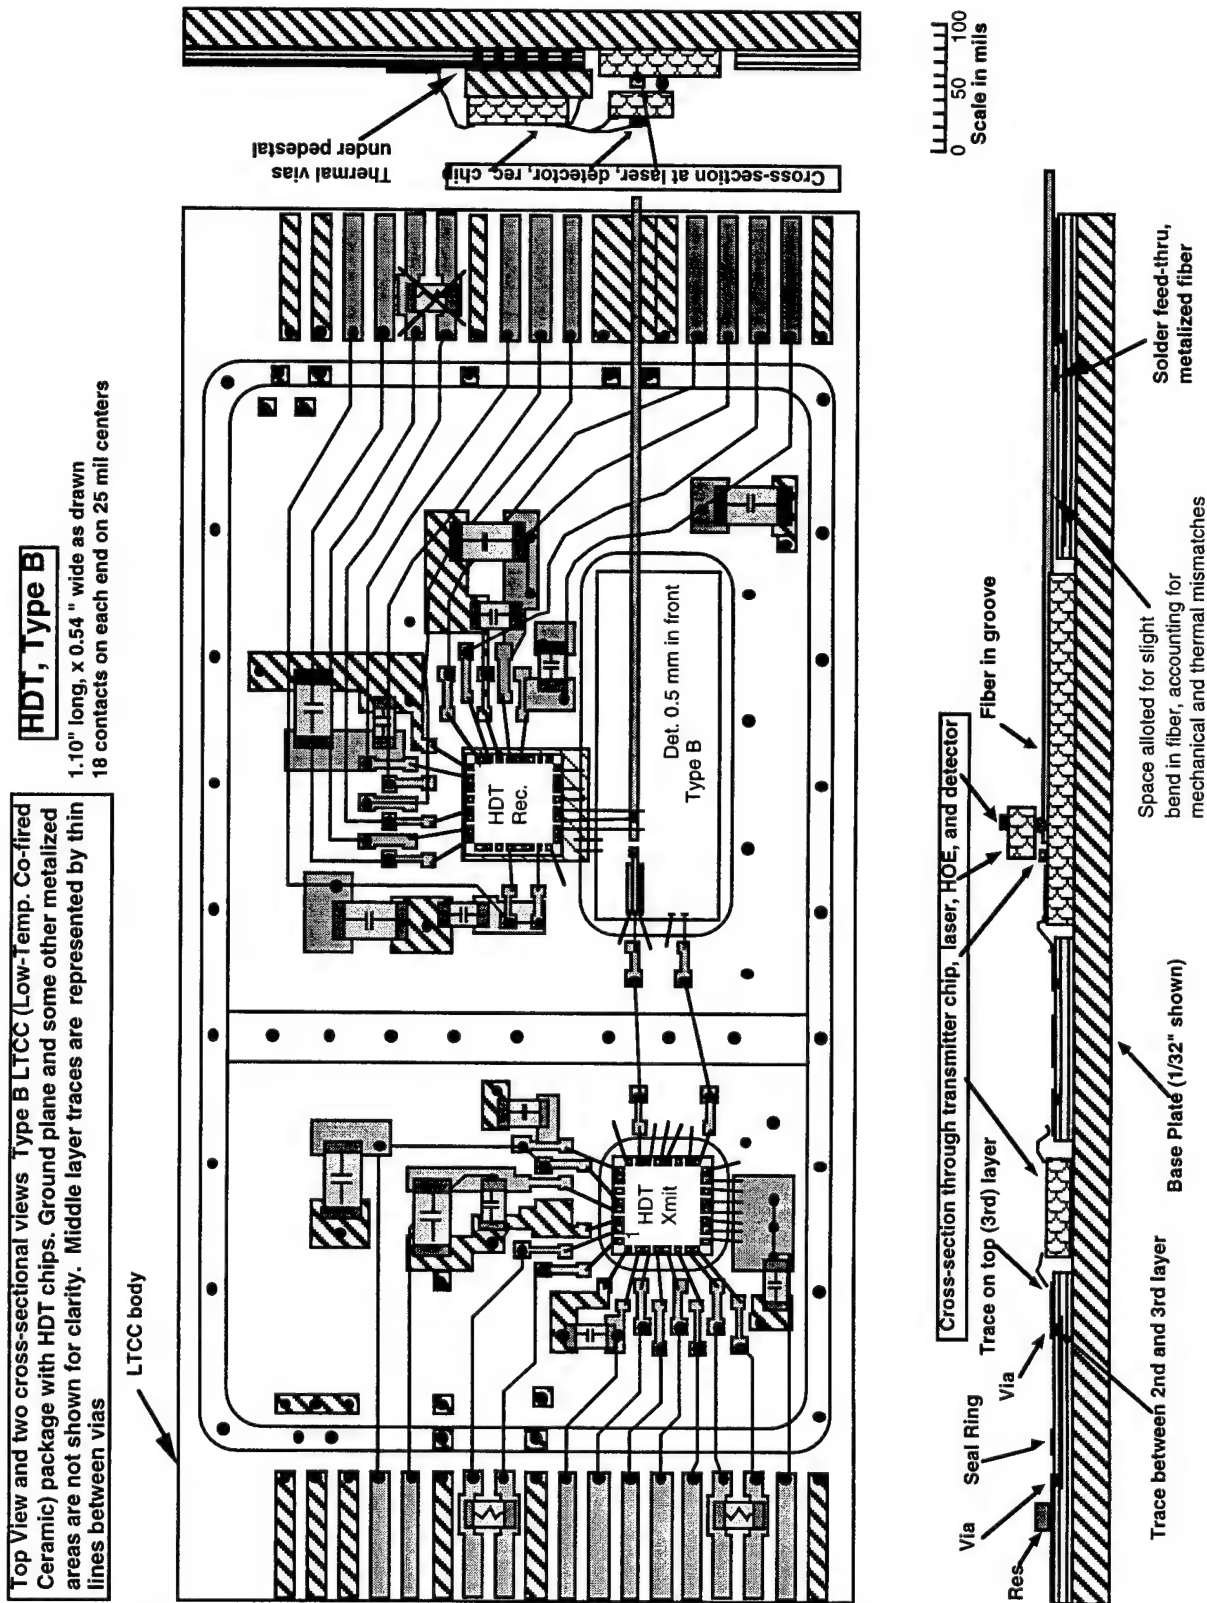 Top View and two cross-sectional views Type B LTCC (Low-Temp. Co-fired
Ceramic) package with HDT chips. Ground plane and some other metalized
areas are not shown for clarity. Middle layer traces are represented by thin
lines between vias
HDT, Type B
1.10" long, x 0.54 " wide as drawn
18 contacts on each end on 25 mil centers
LTCC body
HDT
Xmit
1
HDT
Rec.
Det. 0.5 mm in front
Type B
Thermal vias
under pedestal
Cross-section at laser, detector, rec. chip
0 50 100
Scale in mils
Cross-section through transmitter chip, laser, HOE, and detector
Res
Via
Seal Ring
Via
Trace on top (3rd) layer
Trace between 2nd and 3rd layer
Base Plate (1/32" shown)
Fiber in groove
Space alloted for slight
bend in fiber, accounting for
mechanical and thermal mismatches
Solder feed-thru,
metalized fiber